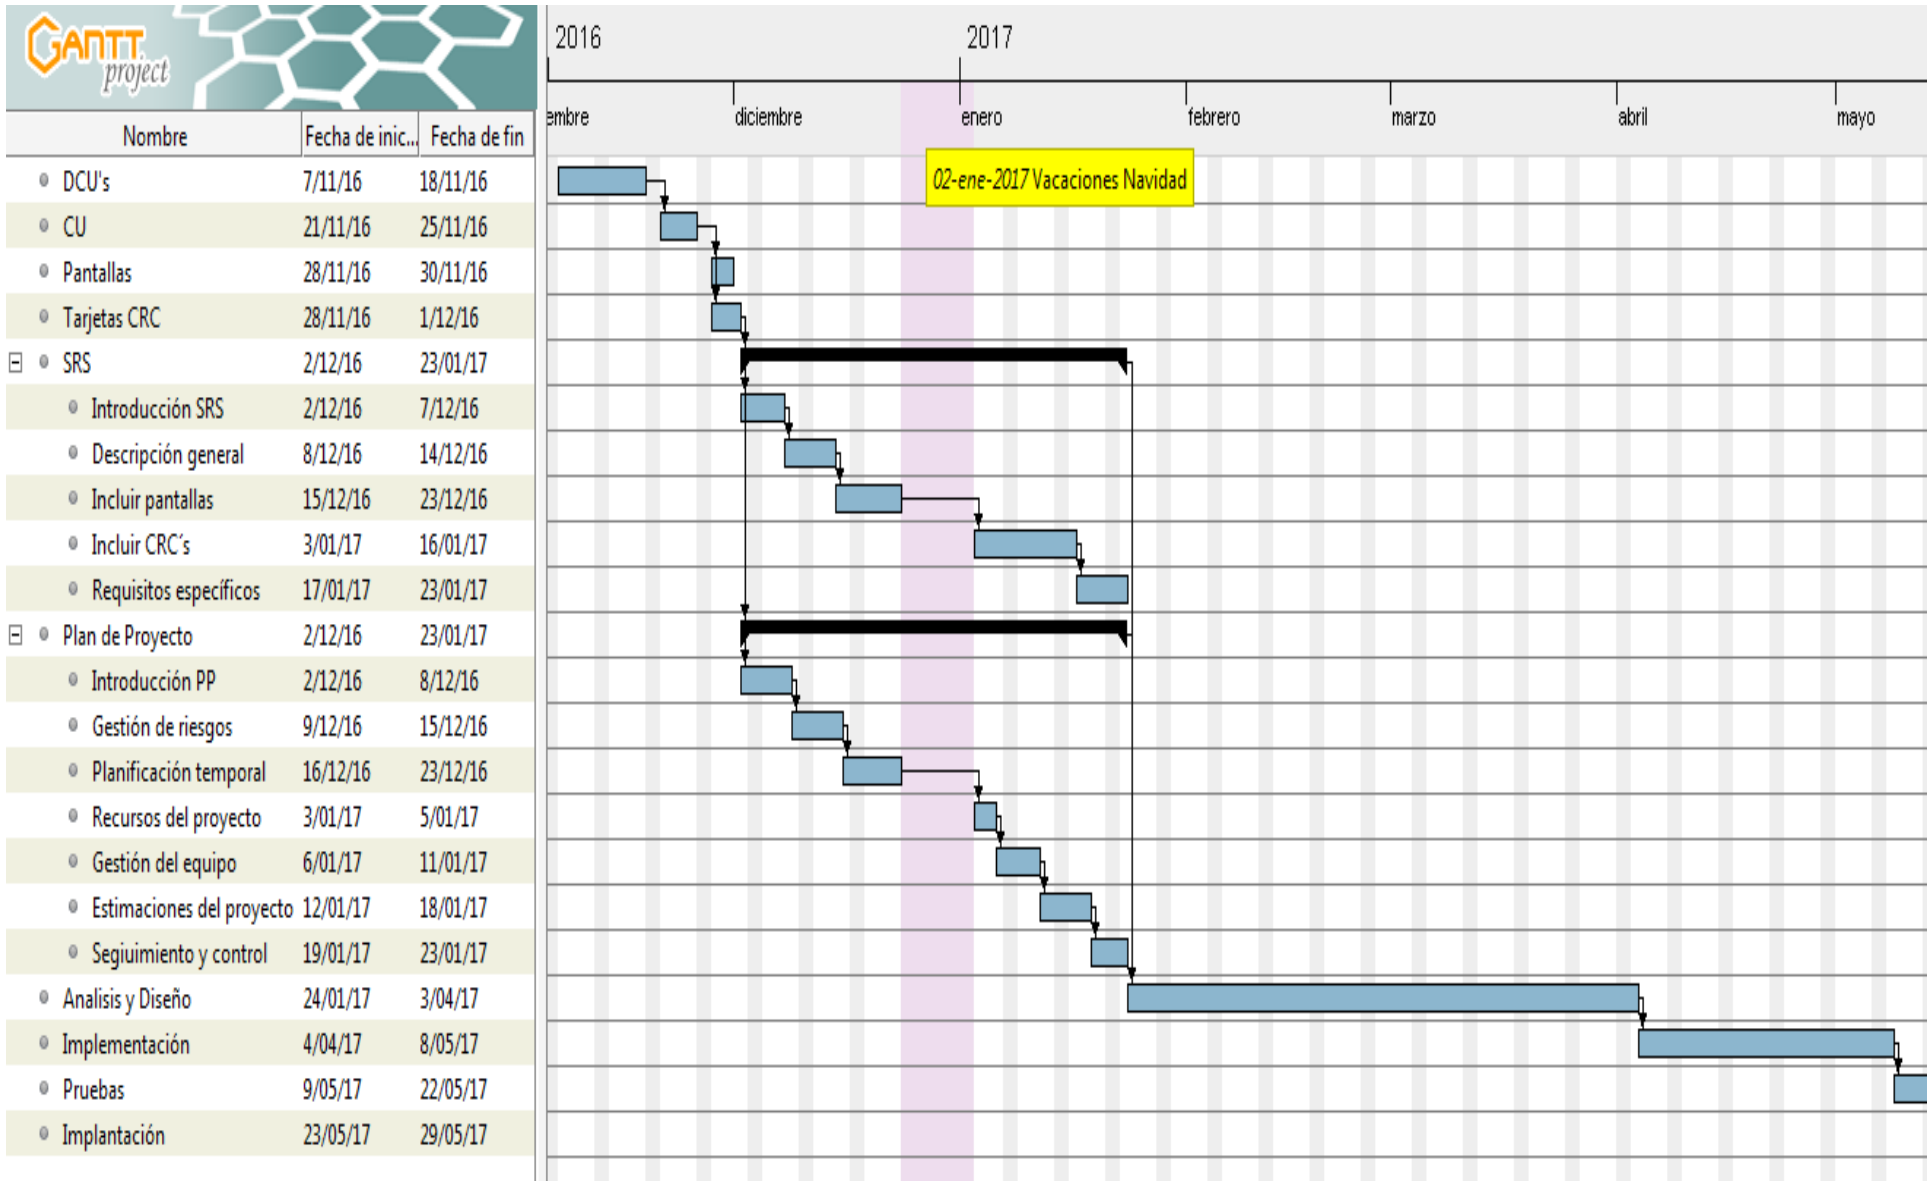 GANTT
project
2016 2017
embre diciembre enero febrero marzo abril mayo
Nombre Fecha de inic... Fecha de fin
02-ene-2017 Vacaciones Navidad
DCU's 7/11/16 18/11/16
CU 21/11/16 25/11/16
Pantallas 28/11/16 30/11/16
Tarjetas CRC 28/11/16 1/12/16
SRS 2/12/16 23/01/17
Introducción SRS 2/12/16 7/12/16
Descripción general 8/12/16 14/12/16
Incluir pantallas 15/12/16 23/12/16
Incluir CRC´s 3/01/17 16/01/17
Requisitos específicos 17/01/17 23/01/17
Plan de Proyecto 2/12/16 23/01/17
Introducción PP 2/12/16 8/12/16
Gestión de riesgos 9/12/16 15/12/16
Planificación temporal 16/12/16 23/12/16
Recursos del proyecto 3/01/17 5/01/17
Gestión del equipo 6/01/17 11/01/17
Estimaciones del proyecto 12/01/17 18/01/17
Segiuimiento y control 19/01/17 23/01/17
Analisis y Diseño 24/01/17 3/04/17
Implementación 4/04/17 8/05/17
Pruebas 9/05/17 22/05/17
Implantación 23/05/17 29/05/17